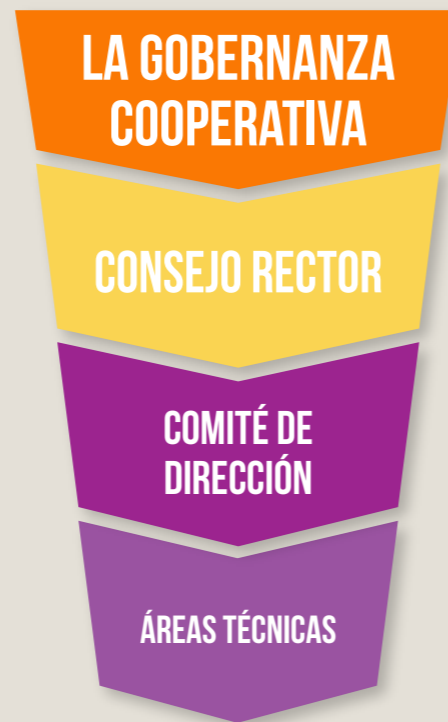 LA GOBERNANZA
COOPERATIVA
CONSEJO RECTOR
COMITÉ DE
DIRECCIÓN
ÁREAS TÉCNICAS